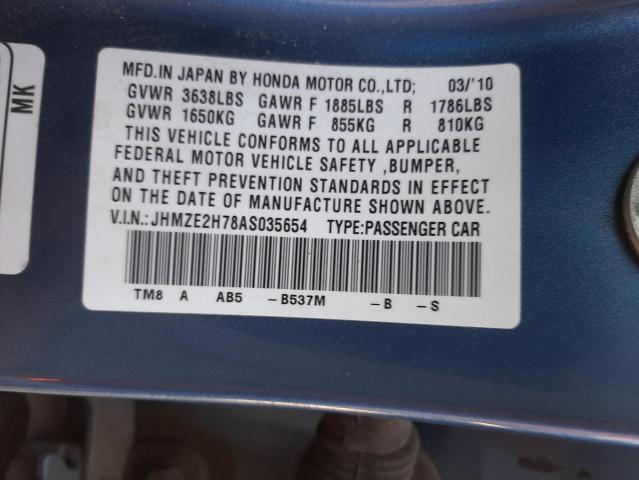 MFD.IN JAPAN BY HONDA MOTOR CO.,LTD; 03/'10
GVWR 3638LBS GAWR F 1885LBS R 1786LBS
GVWR 1650KG GAWR F 855KG R 810KG
THIS VEHICLE CONFORMS TO ALL APPLICABLE
FEDERAL MOTOR VEHICLE SAFETY ,BUMPER,
AND THEFT PREVENTION STANDARDS IN EFFECT
ON THE DATE OF MANUFACTURE SHOWN ABOVE.
V.I.N.:JHMZE2H78AS035654 TYPE:PASSENGER CAR
TM8 A AB5 -B537M -B -S
MK